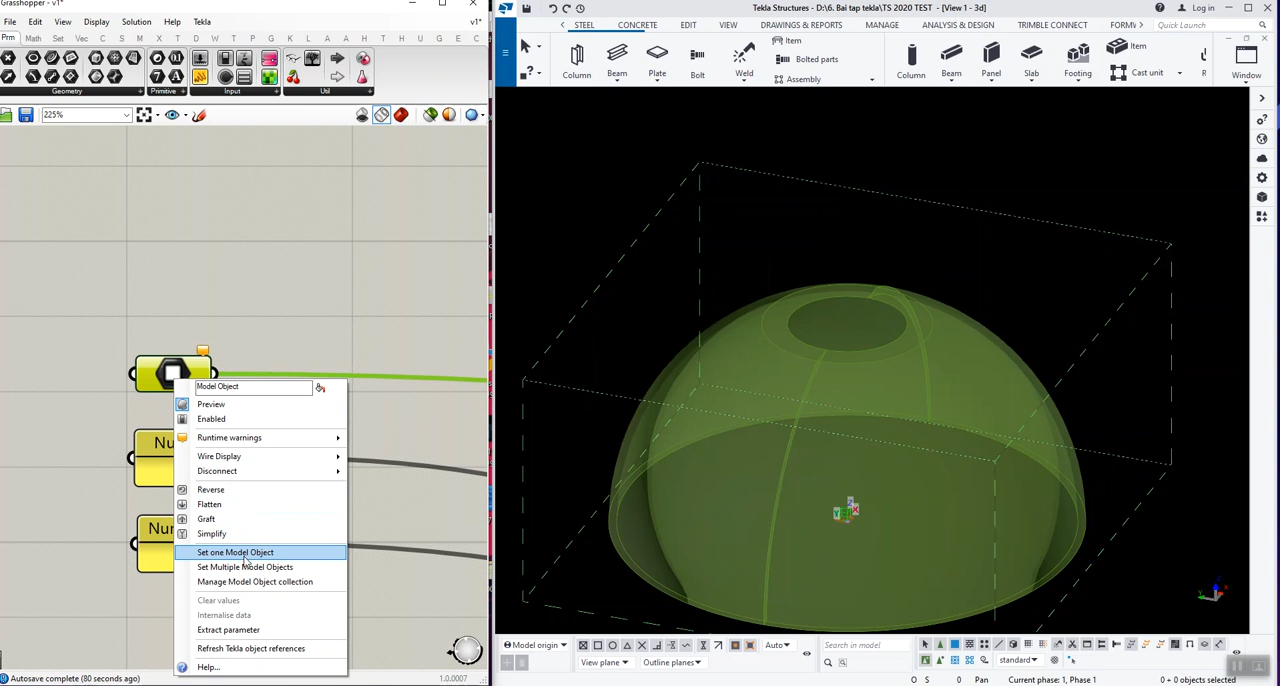 Grasshopper - v1*
File Edit View Display Solution Help Tekla
v1*
Prm Math Set Vec C S M I X T D W T B P M D A F H T P S E C
Geometry
Primitive
Input
Util
225%
Model Object
Preview
Enabled
Runtime warnings
Wire Display
Disconnect
Reverse
Flatten
Graft
Simplify
Set one Model Object
Set Multiple Model Objects
Manage Model Object collection
Clear values
Internalise data
Extract parameter
Refresh Tekla object references
Help...
Nu
Nur
Autosave complete (80 seconds ago)
1.0.0007
Tekla Structures - D:\6. Bai tap tekla\TS 2020 TEST - [View 1 - 3d]
Log in
STEEL CONCRETE EDIT VIEW DRAWINGS & REPORTS MANAGE ANALYSIS & DESIGN TRIMBLE CONNECT FORM
Quick Launch
Column Beam Plate Bolt Weld
Item
Bolted parts
Assembly
Column Beam Panel Slab Footing
Item
Cast unit
R
Window
Z
Y
X
Model origin
Auto
Search in model
View plane
Outline planes
standard
O S 0 Pan Current phase: 1, Phase 1 0 + 0 objects selected